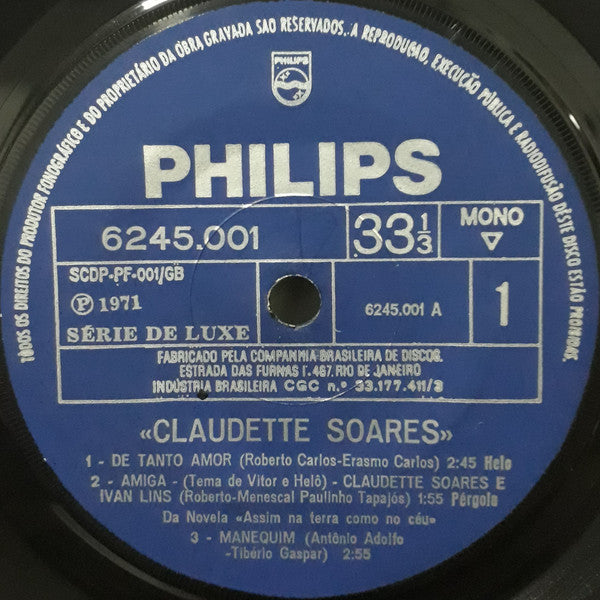 TODOS OS DIREITOS DO PRODUTOR FONOGRÁFICO E DO PROPRIETÁRIO DA OBRA GRAVADA SAO RESERVADOS. A REPRODUÇAO, EXECUÇÃO PÚBLICA E RADIODIFUSÃO DÊSTE DISCO ESTÃO PROIBIDAS.
PHILIPS
PHILIPS
6245.001
33 1/3
MONO
SCDP-PF-001/GB
Ⓟ 1971
6245.001 A
1
SÉRIE DE LUXE
FABRICADO PELA COMPANHIA BRASILEIRA DE DISCOS.
ESTRADA DAS FURNAS 1.467. RIO DE JANEIRO
INDÚSTRIA BRASILEIRA CGC n.º 33.177.411/3
«CLAUDETTE SOARES»
1 - DE TANTO AMOR (Roberto Carlos-Erasmo Carlos) 2:45 Helo
2 - AMIGA - (Tema de Vitor e Helô) - CLAUDETTE SOARES E
IVAN LINS (Roberto-Menescal Paulinho Tapajós) 1:55 Pérgola
Da Novela «Assim na terra como no céu»
3 - MANEQUIM (Antônio Adolfo
-Tibério Gaspar) 2:55